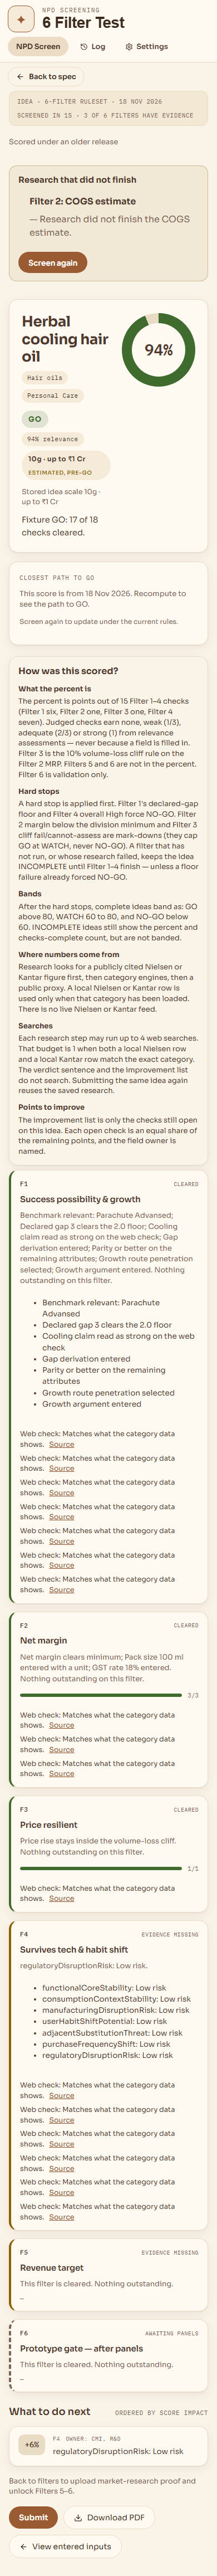 NPD SCREENING
6 Filter Test
NPD Screen
Log
Settings
Back to spec
IDEA · 6-FILTER RULESET · 18 NOV 2026
SCREENED IN 1S · 3 OF 6 FILTERS HAVE EVIDENCE
Scored under an older release
Research that did not finish
Filter 2: COGS estimate
— Research did not finish the COGS
estimate.
Screen again
Herbal
cooling hair
oil
94%
Hair oils
Personal Care
GO
94% relevance
10g · up to ₹1 Cr
ESTIMATED, PRE-GO
Stored idea scale 10g ·
up to ₹1 Cr
Fixture GO: 17 of 18
checks cleared.
CLOSEST PATH TO GO
This score is from 18 Nov 2026. Recompute to
see the path to GO.
Screen again to update under the current rules.
How was this scored?
What the percent is
The percent is points out of 15 Filter 1–4 checks
(Filter 1 six, Filter 2 one, Filter 3 one, Filter 4
seven). Judged checks earn none, weak (1/3),
adequate (2/3) or strong (1) from relevance
assessments — never because a field is filled in.
Filter 3 is the 10% volume-loss cliff rule on the
Filter 2 MRP. Filters 5 and 6 are not in the percent.
Filter 6 is validation only.
Hard stops
A hard stop is applied first. Filter 1's declared-gap
floor and Filter 4 overall High force NO-GO. Filter
2 margin below the division minimum and Filter 3
cliff fail/cannot-assess are mark-downs (they cap
GO at WATCH, never NO-GO). A filter that has
not run, or whose research failed, keeps the idea
INCOMPLETE until Filter 1–4 finish — unless a floor
failure already forced NO-GO.
Bands
After the hard stops, complete ideas band as: GO
above 80, WATCH 60 to 80, and NO-GO below
60. INCOMPLETE ideas still show the percent and
checks-complete count, but are not banded.
Where numbers come from
Research looks for a publicly cited Nielsen or
Kantar figure first, then category engines, then a
public proxy. A local Nielsen or Kantar row is
used only when that category has been loaded.
There is no live Nielsen or Kantar feed.
Searches
Each research step may run up to 4 web searches.
That budget is 1 when both a local Nielsen row
and a local Kantar row match the exact category.
The verdict sentence and the improvement list
do not search. Submitting the same idea again
reuses the saved research.
Points to improve
The improvement list is only the checks still open
on this idea. Each open check is an equal share of
the remaining points, and the field owner is
named.
F1
CLEARED
Success possibility & growth
Benchmark relevant: Parachute Advansed;
Declared gap 3 clears the 2.0 floor; Cooling
claim read as strong on the web check; Gap
derivation entered; Parity or better on the
remaining attributes; Growth route penetration
selected; Growth argument entered. Nothing
outstanding on this filter.
• Benchmark relevant: Parachute
Advansed
• Declared gap 3 clears the 2.0 floor
• Cooling claim read as strong on the web
check
• Gap derivation entered
• Parity or better on the remaining
attributes
• Growth route penetration selected
• Growth argument entered
Web check: Matches what the category data
shows. Source
Web check: Matches what the category data
shows. Source
Web check: Matches what the category data
shows. Source
Web check: Matches what the category data
shows. Source
Web check: Matches what the category data
shows. Source
Web check: Matches what the category data
shows. Source
Web check: Matches what the category data
shows. Source
F2
CLEARED
Net margin
Net margin clears minimum; Pack size 100 ml
entered with a unit; GST rate 18% entered.
Nothing outstanding on this filter.
3/3
Web check: Matches what the category data
shows. Source
Web check: Matches what the category data
shows. Source
Web check: Matches what the category data
shows. Source
F3
CLEARED
Price resilient
Price rise stays inside the volume-loss cliff.
Nothing outstanding on this filter.
1/1
Web check: Matches what the category data
shows. Source
F4
EVIDENCE MISSING
Survives tech & habit shift
regulatoryDisruptionRisk: Low risk.
• functionalCoreStability: Low risk
• consumptionContextStability: Low risk
• manufacturingDisruptionRisk: Low risk
• userHabitShiftPotential: Low risk
• adjacentSubstitutionThreat: Low risk
• purchaseFrequencyShift: Low risk
• regulatoryDisruptionRisk: Low risk
Web check: Matches what the category data
shows. Source
Web check: Matches what the category data
shows. Source
Web check: Matches what the category data
shows. Source
Web check: Matches what the category data
shows. Source
Web check: Matches what the category data
shows. Source
Web check: Matches what the category data
shows. Source
F5
EVIDENCE MISSING
Revenue target
This filter is cleared. Nothing outstanding.
—
F6
AWAITING PANELS
Prototype gate — after panels
This filter is cleared. Nothing outstanding.
—
What to do next
ORDERED BY SCORE IMPACT
+6%
F4 OWNER: CMI, R&D
regulatoryDisruptionRisk: Low risk
Back to filters to upload market-research proof and
unlock Filters 5–6.
Submit
Download PDF
View entered inputs